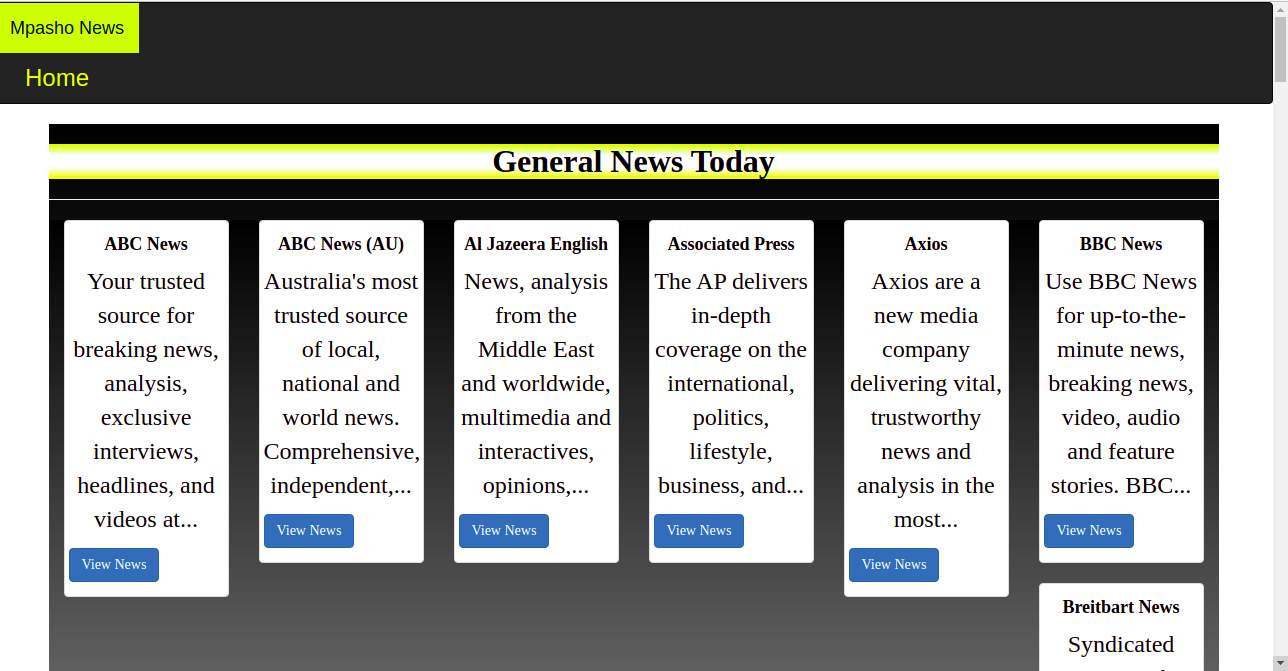 Mpasho News
Home
General News Today
ABC News
Your trusted
source for
breaking news,
analysis,
exclusive
interviews,
headlines, and
videos at...
View News
ABC News (AU)
Australia's most
trusted source
of local,
national and
world news.
Comprehensive,
independent,...
View News
Al Jazeera English
News, analysis
from the
Middle East
and worldwide,
multimedia and
interactives,
opinions,...
View News
Associated Press
The AP delivers
in-depth
coverage on the
international,
politics,
lifestyle,
business, and...
View News
Axios
Axios are a
new media
company
delivering vital,
trustworthy
news and
analysis in the
most...
View News
BBC News
Use BBC News
for up-to-the-
minute news,
breaking news,
video, audio
and feature
stories. BBC...
View News
Breitbart News
Syndicated